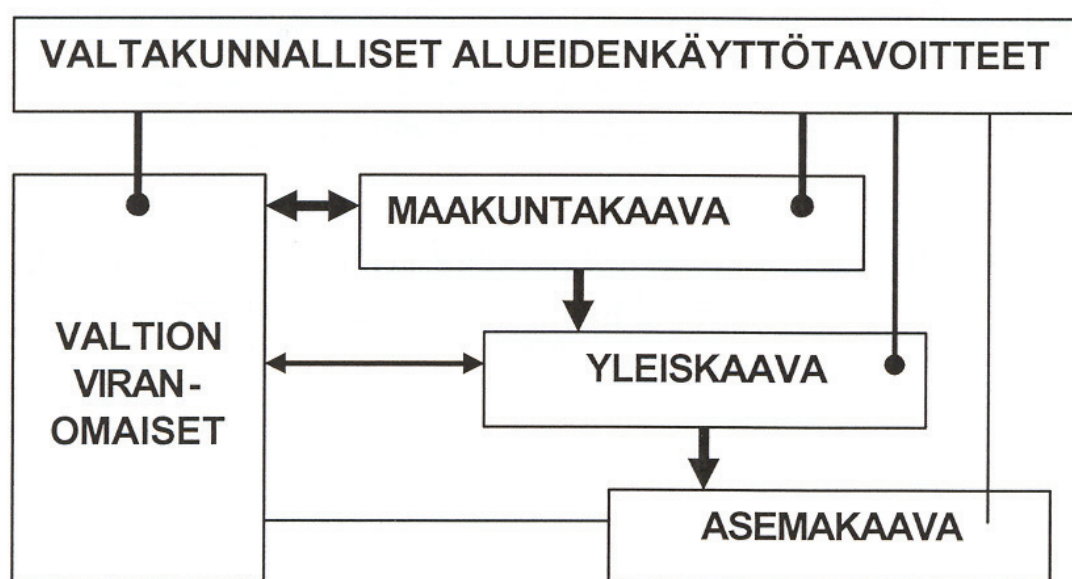 VALTAKUNNALLISET ALUEIDENKÄYTTÖTAVOITTEET
MAAKUNTAKAAVA
VALTION
VIRAN-
OMAISET
YLEISKAAVA
ASEMAKAAVA